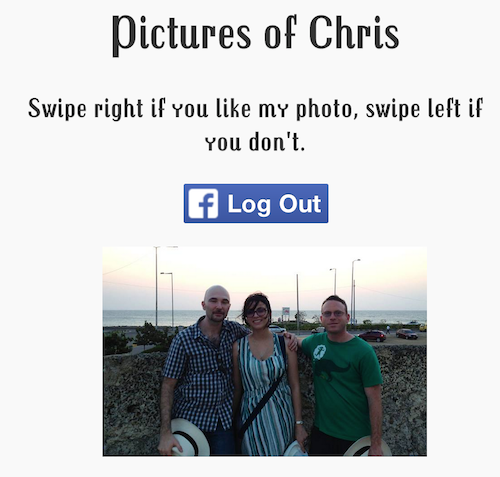 Pictures of Chris
Swipe right if you like my photo, swipe left if
you don't.
f Log Out